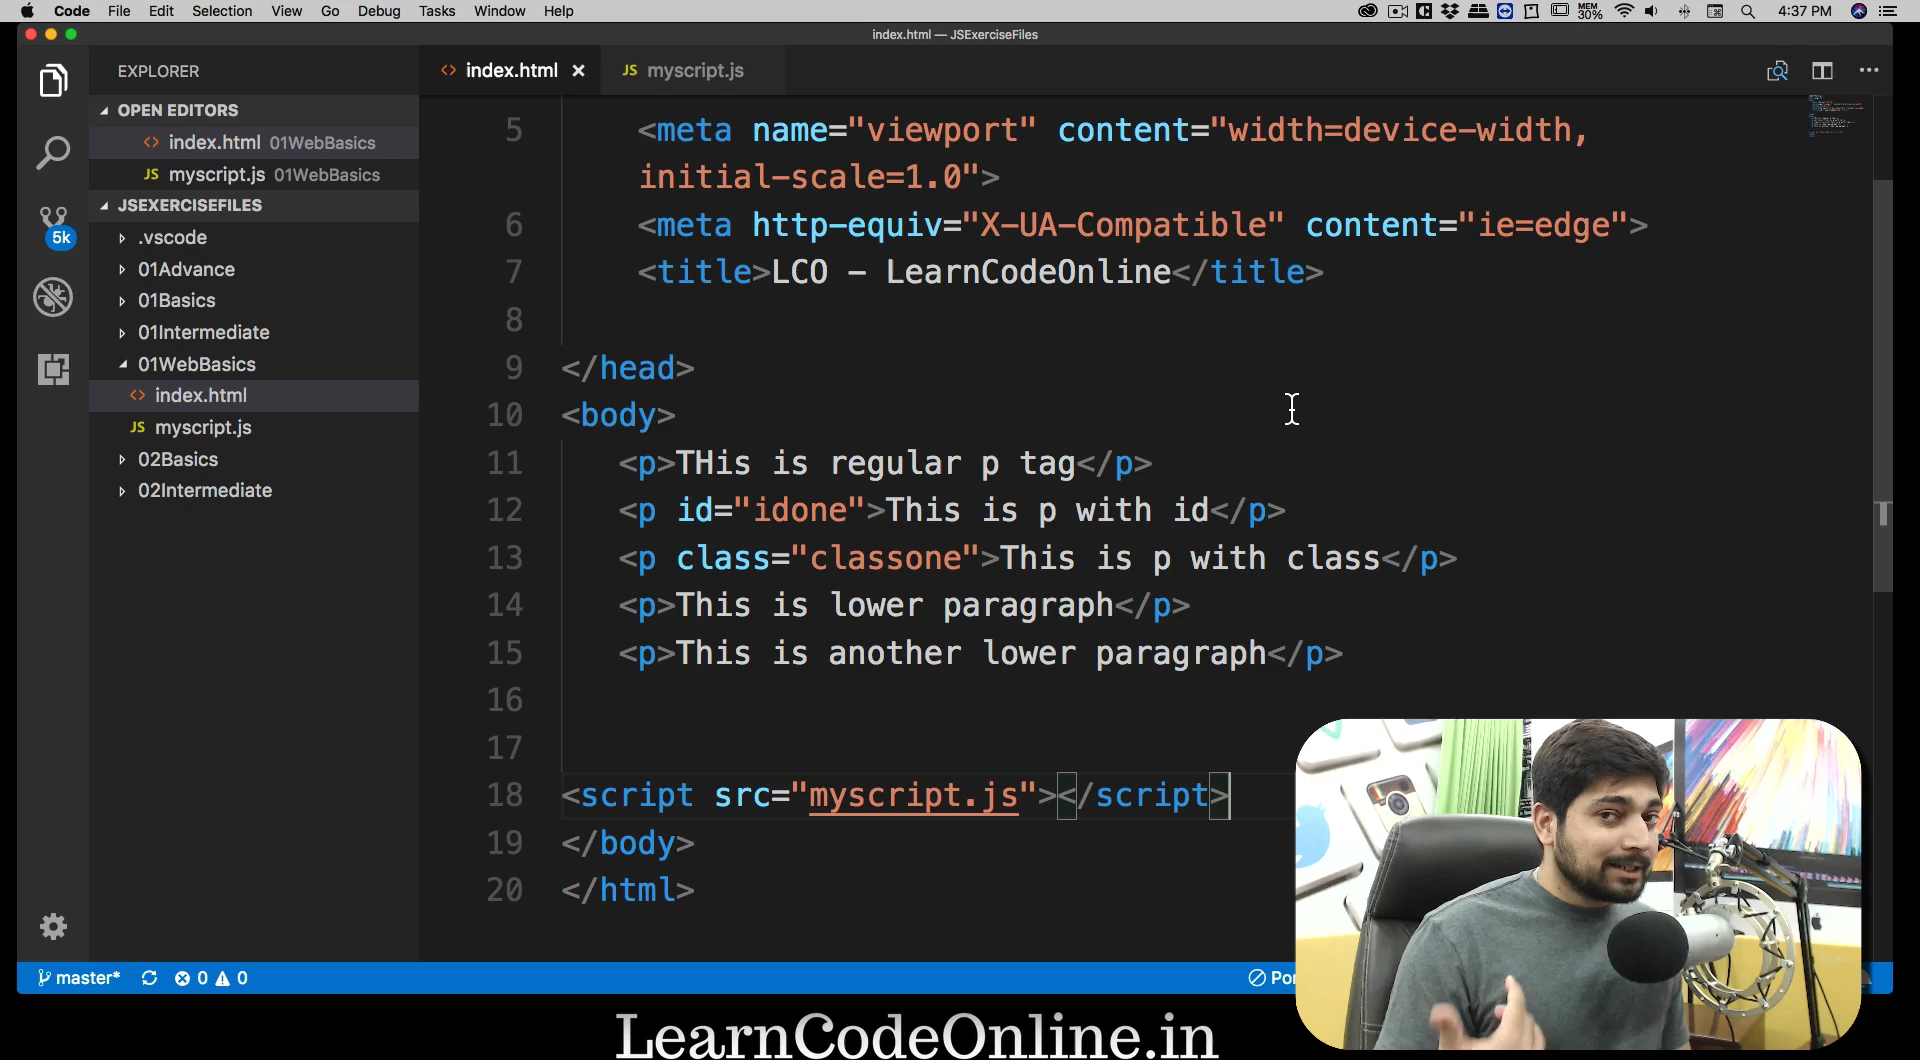 Code File Edit Selection View Go Debug Tasks Window Help
MEM 30% 4:37 PM
index.html — JSExerciseFiles
EXPLORER
OPEN EDITORS
index.html 01WebBasics
JS myscript.js 01WebBasics
JSEXERCISEFILES
.vscode
01Advance
01Basics
01Intermediate
01WebBasics
index.html
JS myscript.js
02Basics
02Intermediate
5k
index.html JS myscript.js
5 <meta name="viewport" content="width=device-width,
initial-scale=1.0">
6 <meta http-equiv="X-UA-Compatible" content="ie=edge">
7 <title>LCO - LearnCodeOnline</title>
8
9 </head>
10 <body>
11 <p>THis is regular p tag</p>
12 <p id="idone">This is p with id</p>
13 <p class="classone">This is p with class</p>
14 <p>This is lower paragraph</p>
15 <p>This is another lower paragraph</p>
16
17
18 <script src="myscript.js"></script>
19 </body>
20 </html>
master* 0 0 Por
LearnCodeOnline.in